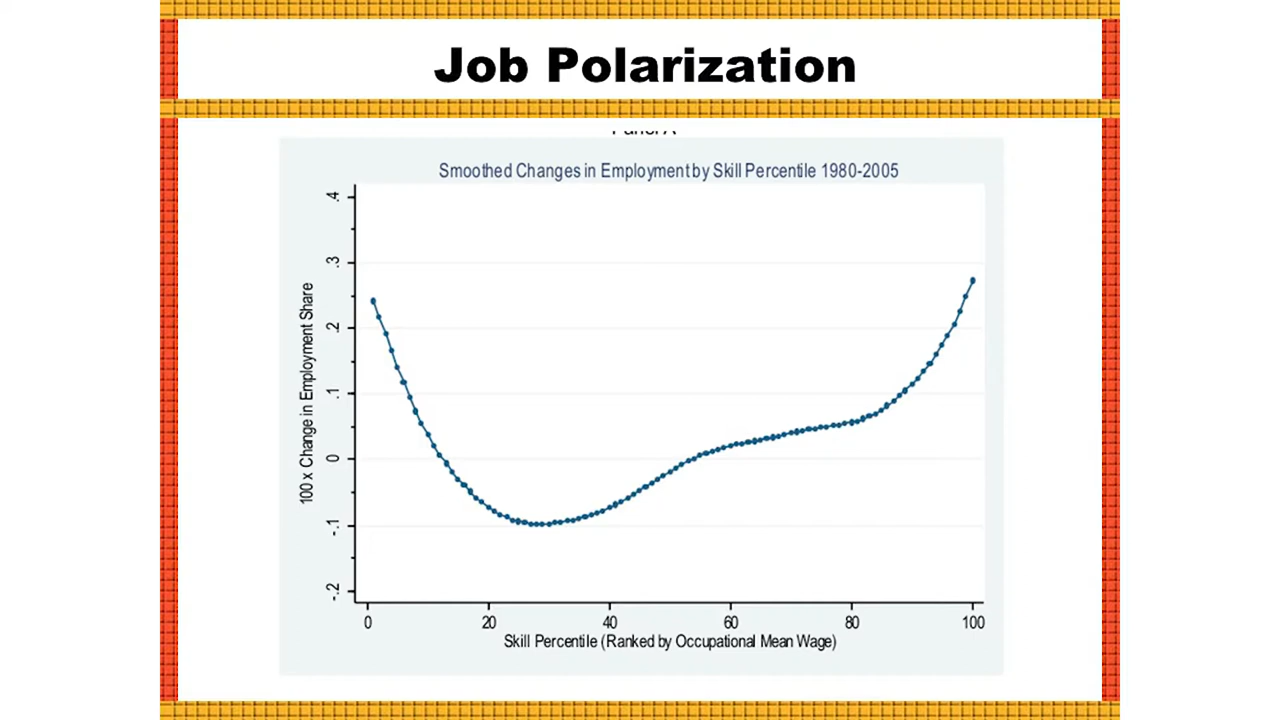 Job Polarization
Smoothed Changes in Employment by Skill Percentile 1980-2005
100 x Change in Employment Share
.4
.3
.2
.1
0
-.1
-.2
0 20 40 60 80 100
Skill Percentile (Ranked by Occupational Mean Wage)